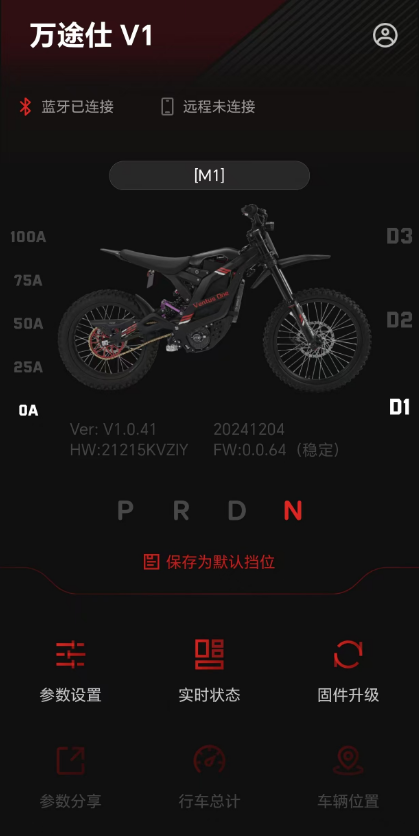 万途仕 V1
蓝牙已连接 远程未连接
[M1]
100A D3
75A
50A D2
25A
0A D1
Ventus One
Ver: V1.0.41 20241204
HW:21215KVZIY FW:0.0.64（稳定）
P R D N
保存为默认挡位
参数设置 实时状态 固件升级
参数分享 行车总计 车辆位置